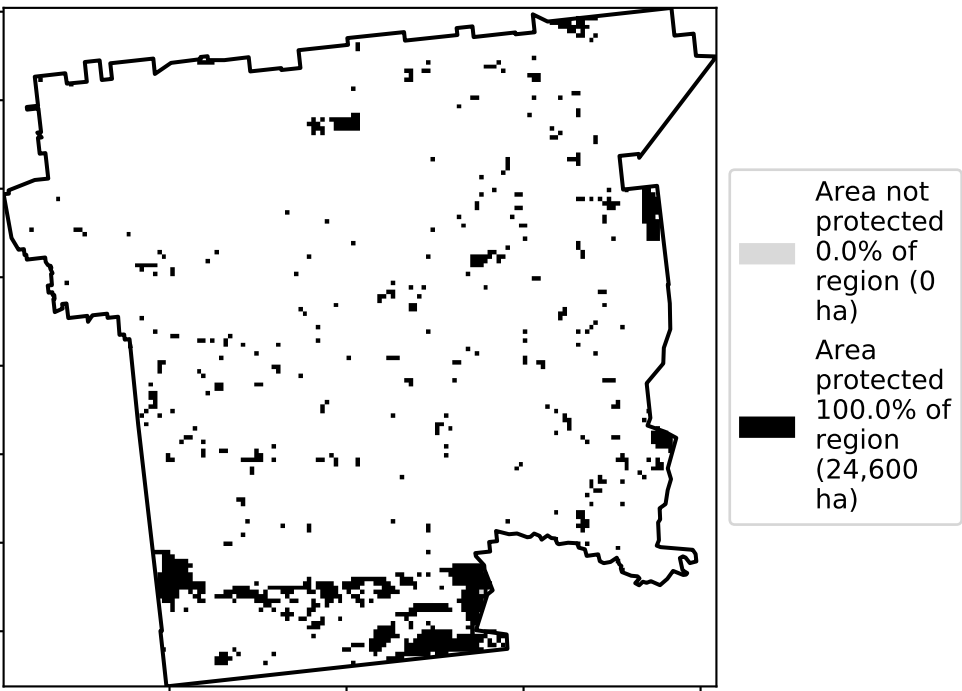 Area not
protected
0.0% of
region (0
ha)
Area
protected
100.0% of
region
(24,600
ha)